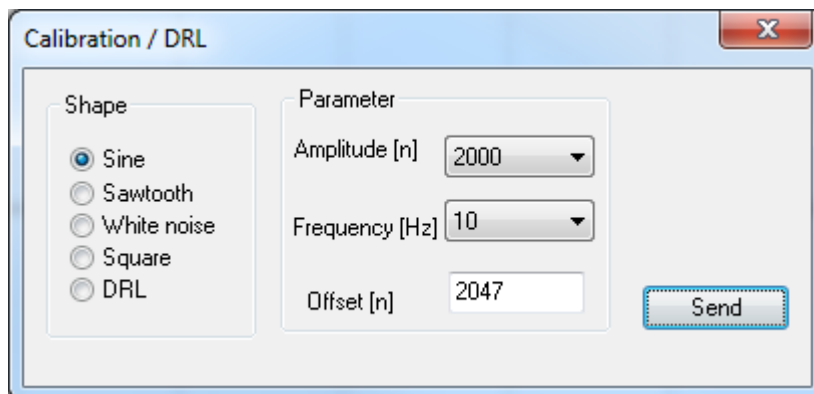 Calibration / DRL
Shape
Sine
Sawtooth
White noise
Square
DRL
Parameter
Amplitude [n] 2000
Frequency [Hz] 10
Offset [n] 2047
Send